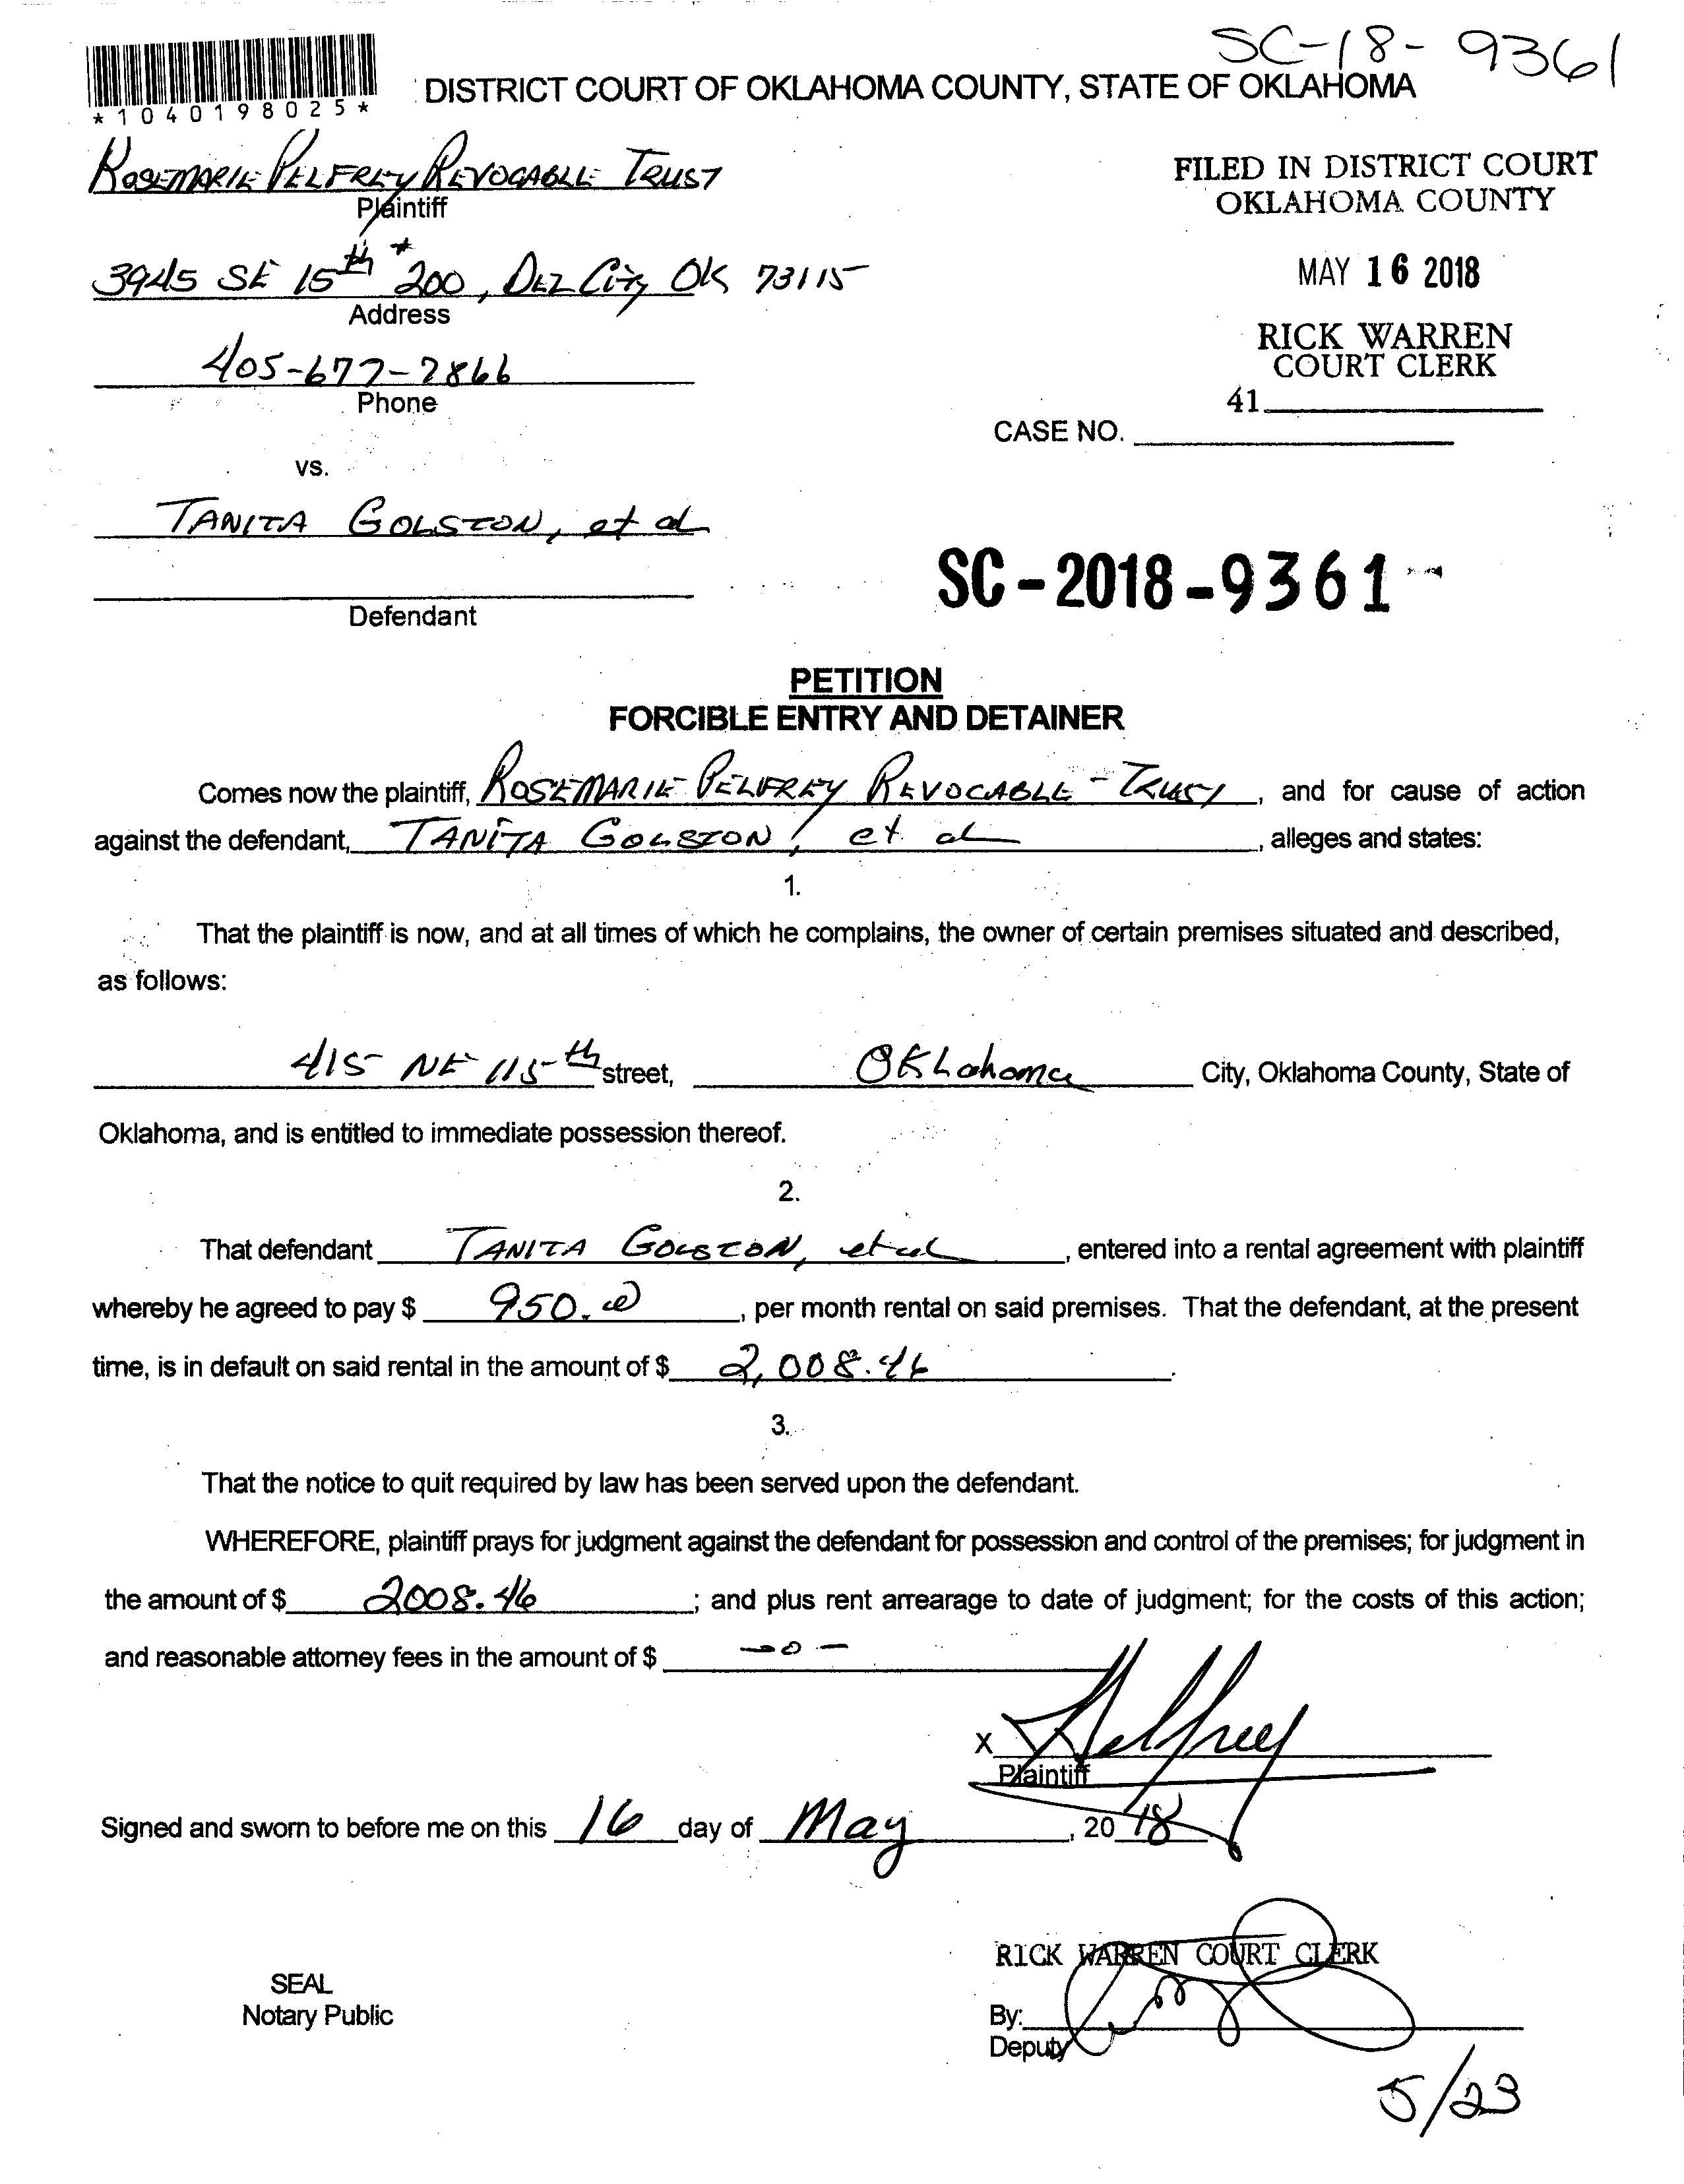 SC-18-9361
*1040198025*
DISTRICT COURT OF OKLAHOMA COUNTY, STATE OF OKLAHOMA
ROSEMARIE PELFREY REVOCABLE TRUST
Plaintiff
FILED IN DISTRICT COURT
OKLAHOMA COUNTY
3945 SE 15th #200, DEL City OK 73115
Address
MAY 16 2018
RICK WARREN
COURT CLERK
405-677-7866
Phone
41
CASE NO.
vs.
TANITA GOLSTON, et al
Defendant
SC-2018-9361
PETITION
FORCIBLE ENTRY AND DETAINER
Comes now the plaintiff, ROSEMARIE PELFREY REVOCABLE - TRUST, and for cause of action
against the defendant, TANITA GOLSTON, et al, alleges and states:
1.
That the plaintiff is now, and at all times of which he complains, the owner of certain premises situated and described,
as follows:
415 NE 115th street, OKLahoma City, Oklahoma County, State of
Oklahoma, and is entitled to immediate possession thereof.
2.
That defendant TANITA GOLSTON, et al, entered into a rental agreement with plaintiff
whereby he agreed to pay $ 950.00, per month rental on said premises. That the defendant, at the present
time, is in default on said rental in the amount of $ 2,008.46.
3.
That the notice to quit required by law has been served upon the defendant.
WHEREFORE, plaintiff prays for judgment against the defendant for possession and control of the premises; for judgment in
the amount of $ 2008.46; and plus rent arrearage to date of judgment; for the costs of this action;
and reasonable attorney fees in the amount of $ -0-
X Pelfrey
Plaintiff
Signed and sworn to before me on this 16 day of May, 2018
RICK WARREN COURT CLERK
SEAL
Notary Public
By:
Deputy
5/23